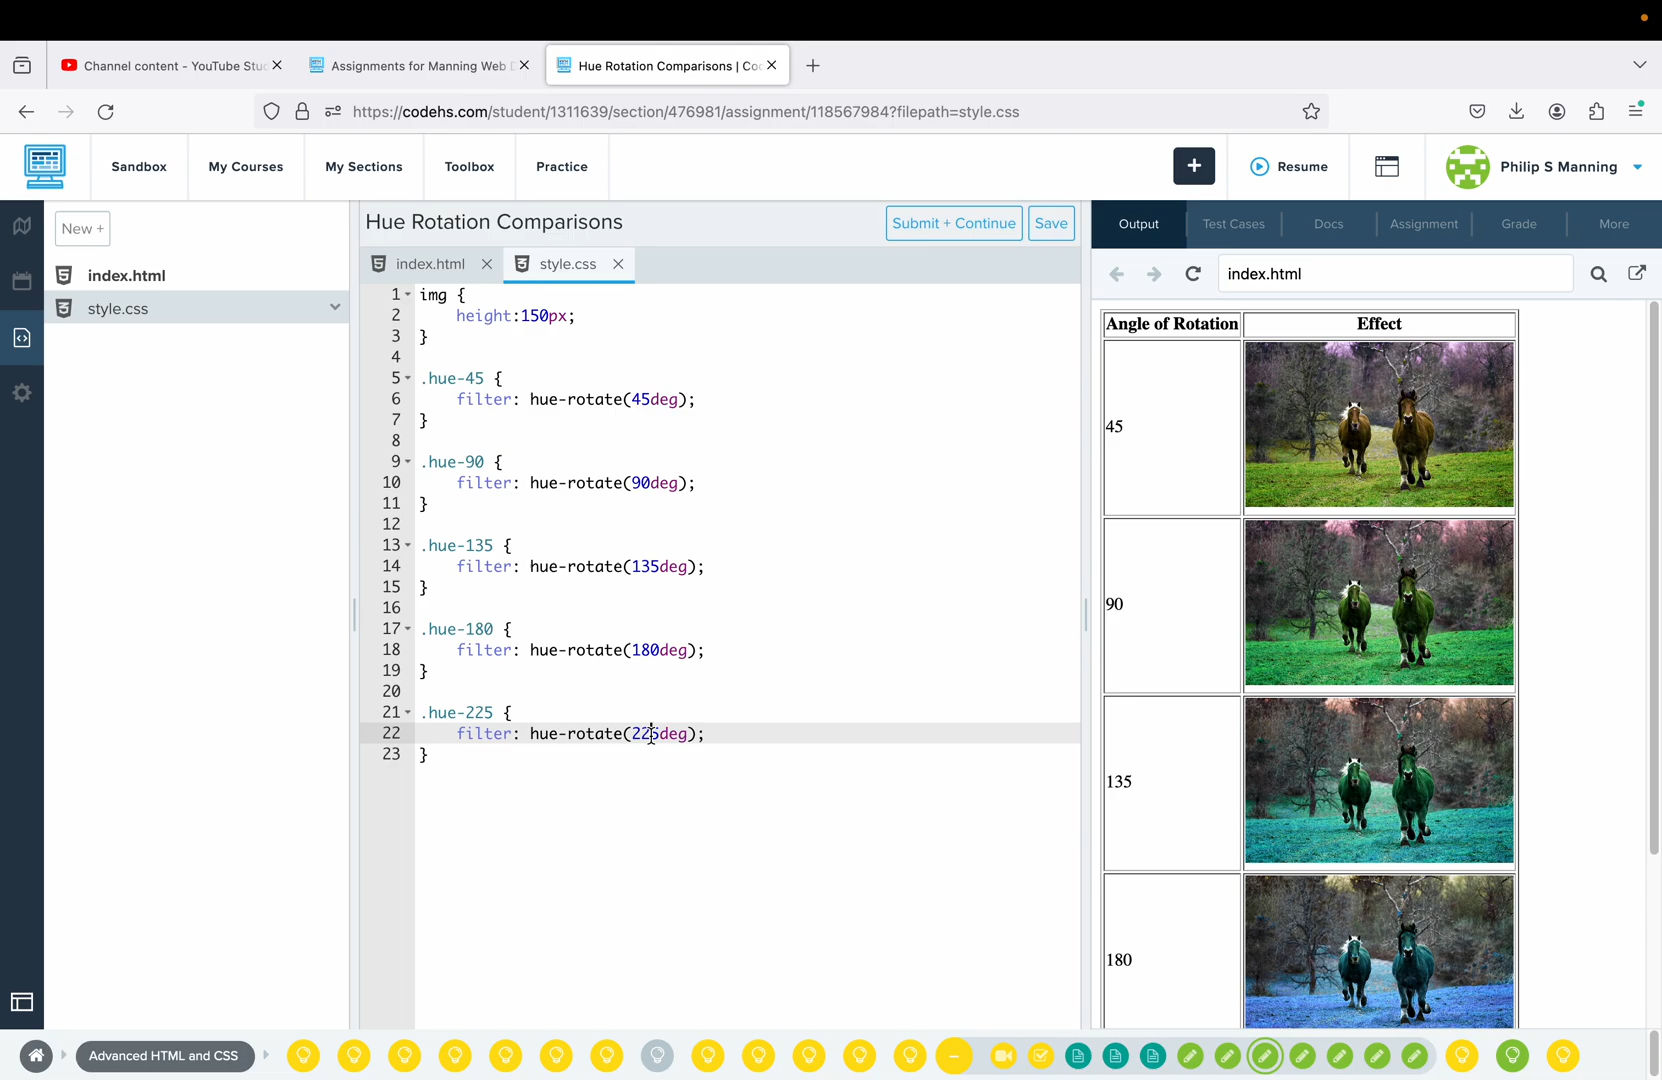 Channel content - YouTube Stu
Assignments for Manning Web D
Hue Rotation Comparisons | Co
https://codehs.com/student/1311639/section/476981/assignment/118567984?filepath=style.css
Sandbox
My Courses
My Sections
Toolbox
Practice
+
Resume
Philip S Manning
New +
index.html
style.css
Hue Rotation Comparisons
Submit + Continue
Save
index.html
style.css
1 img {
2 height:150px;
3 }
4
5 .hue-45 {
6 filter: hue-rotate(45deg);
7 }
8
9 .hue-90 {
10 filter: hue-rotate(90deg);
11 }
12
13 .hue-135 {
14 filter: hue-rotate(135deg);
15 }
16
17 .hue-180 {
18 filter: hue-rotate(180deg);
19 }
20
21 .hue-225 {
22 filter: hue-rotate(225deg);
23 }
Output
Test Cases
Docs
Assignment
Grade
More
index.html
Angle of Rotation
Effect
45
90
135
180
Advanced HTML and CSS